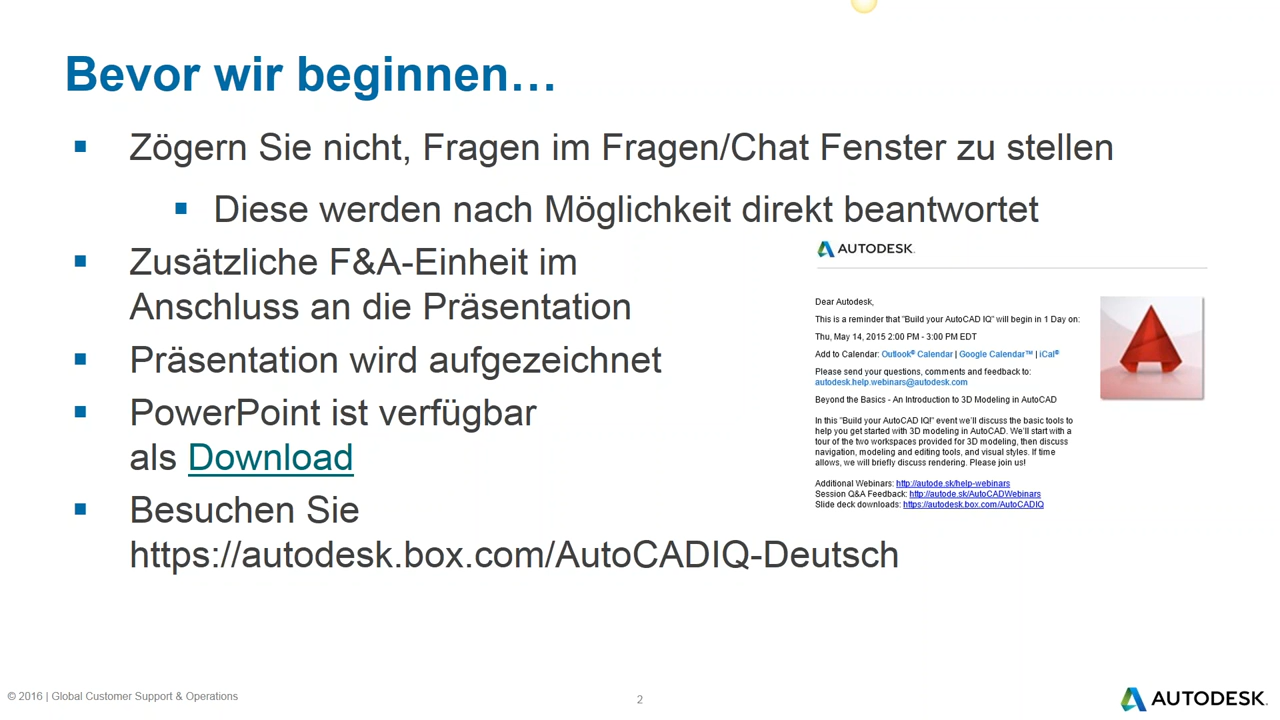 Bevor wir beginnen…
Zögern Sie nicht, Fragen im Fragen/Chat Fenster zu stellen
Diese werden nach Möglichkeit direkt beantwortet
Zusätzliche F&A-Einheit im
Anschluss an die Präsentation
Präsentation wird aufgezeichnet
PowerPoint ist verfügbar
als Download
Besuchen Sie
https://autodesk.box.com/AutoCADIQ-Deutsch
AUTODESK.
Dear Autodesk,
This is a reminder that "Build your AutoCAD IQ" will begin in 1 Day on:
Thu, May 14, 2015 2:00 PM - 3:00 PM EDT
Add to Calendar: Outlook® Calendar | Google Calendar™ | iCal®
Please send your questions, comments and feedback to:
autodesk.help.webinars@autodesk.com
Beyond the Basics - An Introduction to 3D Modeling in AutoCAD
In this "Build your AutoCAD IQ!" event we'll discuss the basic tools to
help you get started with 3D modeling in AutoCAD. We'll start with a
tour of the two workspaces provided for 3D modeling, then discuss
navigation, modeling and editing tools, and visual styles. If time
allows, we will briefly discuss rendering. Please join us!
Additional Webinars: http://autode.sk/help-webinars
Session Q&A Feedback: http://autode.sk/AutoCADWebinars
Slide deck downloads: https://autodesk.box.com/AutoCADIQ
© 2016 | Global Customer Support & Operations
2
AUTODESK.